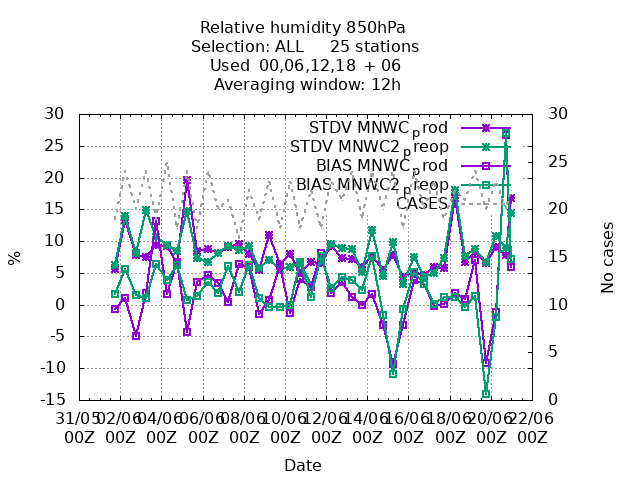 Relative humidity 850hPa
Selection: ALL 25 stations
Used 00,06,12,18 + 06
Averaging window: 12h
30 30
25 25
20 20
15 15
10 10
5 5
0 0
-5
-10
-15
STDV MNWCprod
STDV MNWC2preop
BIAS MNWCprod
BIAS MNWC2preop
CASES
%
No cases
31/05 02/06 04/06 06/06 08/06 10/06 12/06 14/06 16/06 18/06 20/06 22/06
00Z 00Z 00Z 00Z 00Z 00Z 00Z 00Z 00Z 00Z 00Z 00Z
Date